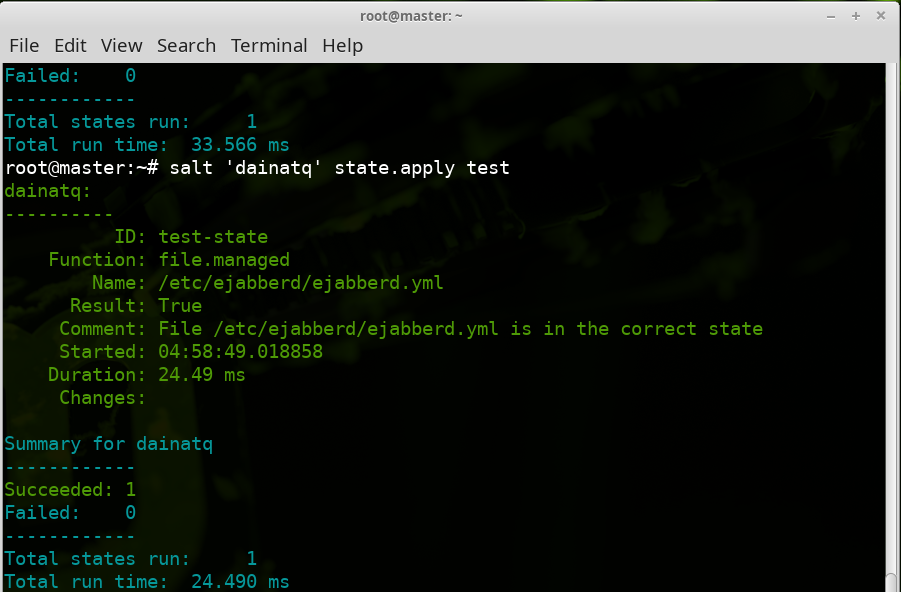 root@master: ~
File Edit View Search Terminal Help
Failed:    0
------------
Total states run:     1
Total run time:  33.566 ms
root@master:~# salt 'dainatq' state.apply test
dainatq:
----------
          ID: test-state
    Function: file.managed
        Name: /etc/ejabberd/ejabberd.yml
      Result: True
     Comment: File /etc/ejabberd/ejabberd.yml is in the correct state
     Started: 04:58:49.018858
    Duration: 24.49 ms
     Changes:
Summary for dainatq
------------
Succeeded: 1
Failed:    0
------------
Total states run:     1
Total run time:  24.490 ms